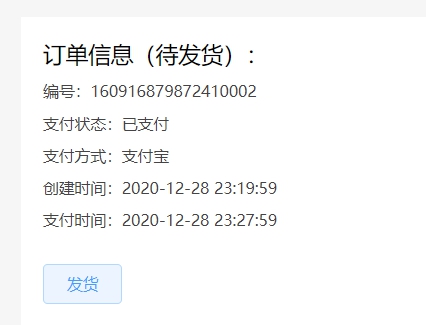 订单信息（待发货）：
编号：160916879872410002
支付状态：已支付
支付方式：支付宝
创建时间：2020-12-28 23:19:59
支付时间：2020-12-28 23:27:59
发货